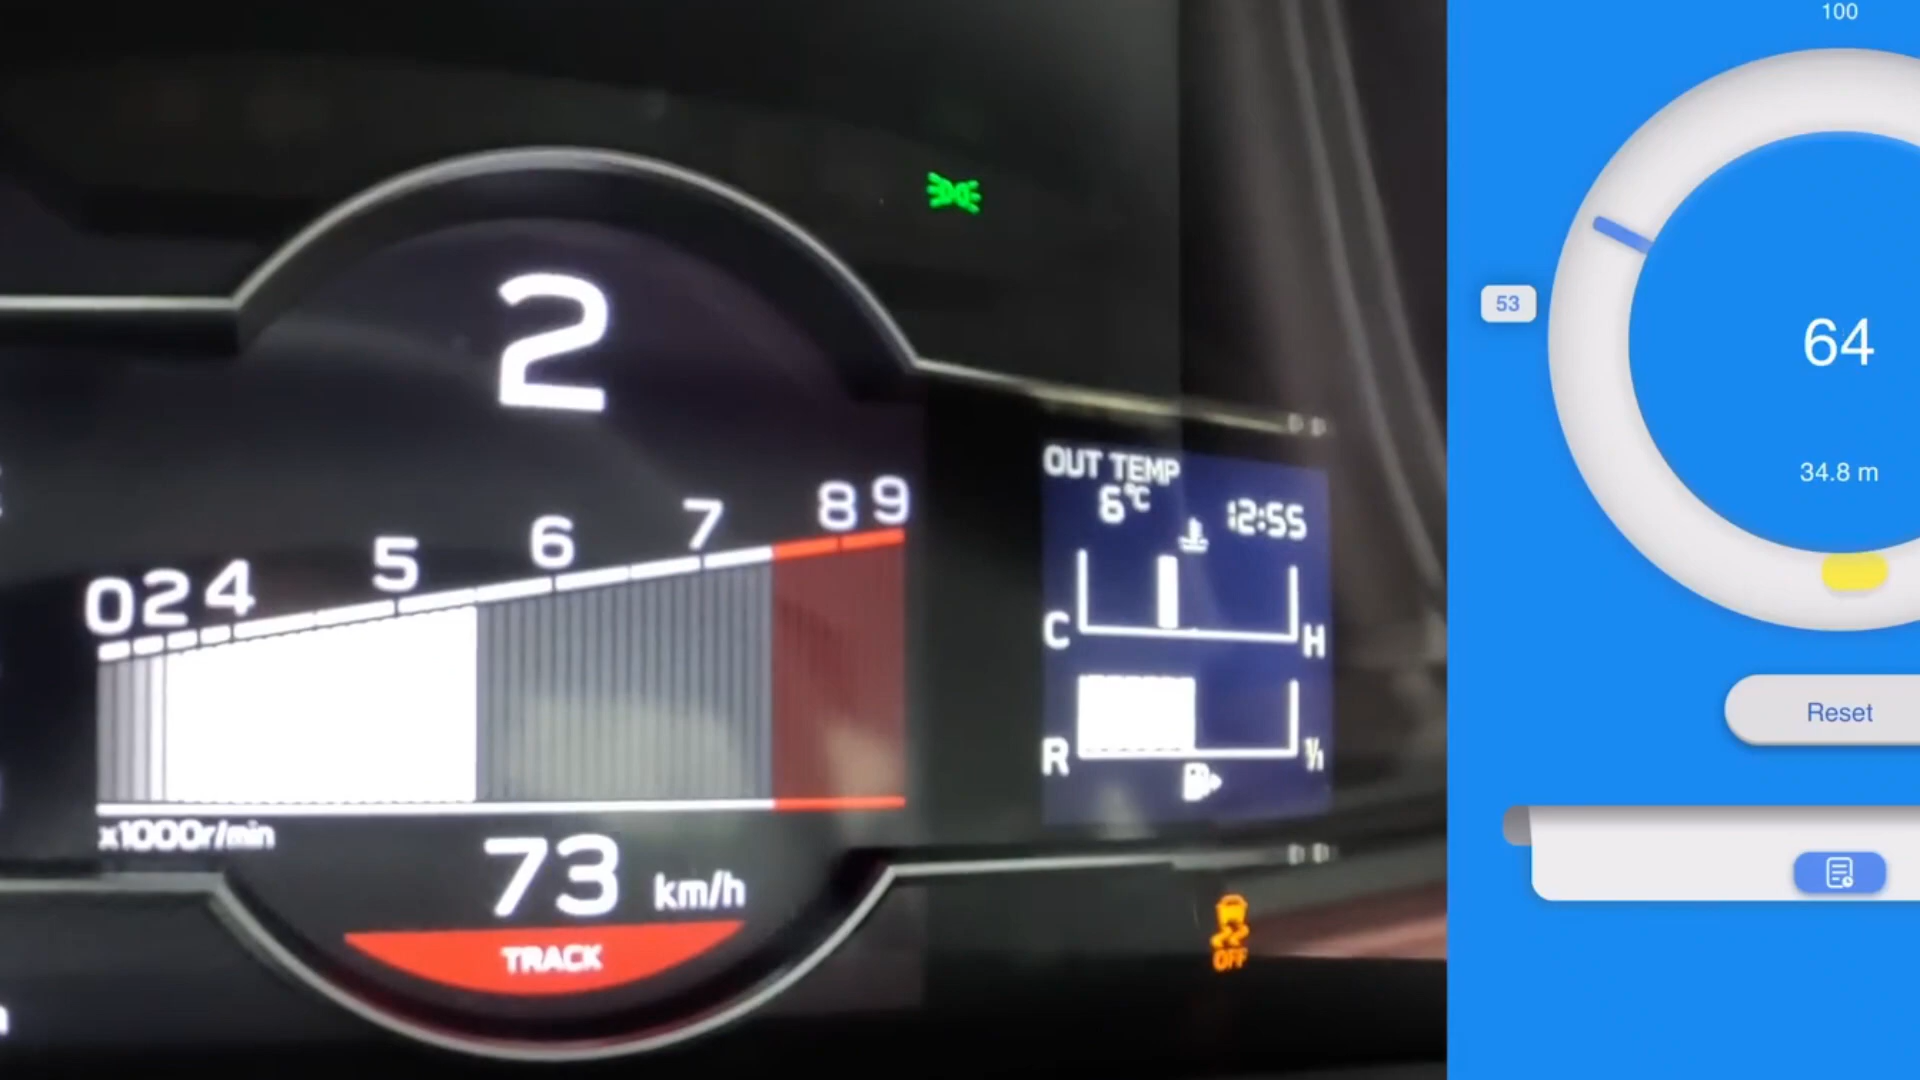 2
0 2 4 5 6 7 8 9
x1000r/min
73 km/h
TRACK
OUT TEMP
6°C 12:55
C H
R 1/1
OFF
100
53
64
34.8 m
Reset